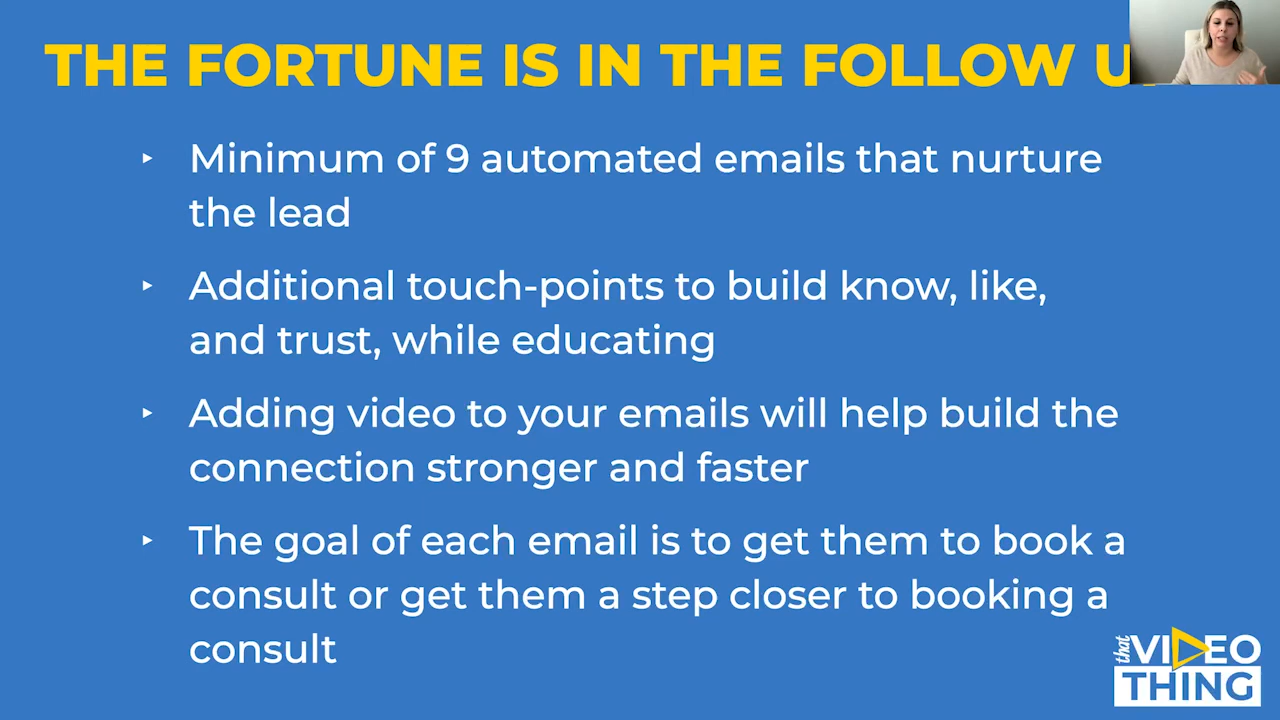 THE FORTUNE IS IN THE FOLLOW
Minimum of 9 automated emails that nurture
the lead
Additional touch-points to build know, like,
and trust, while educating
Adding video to your emails will help build the
connection stronger and faster
The goal of each email is to get them to book a
consult or get them a step closer to booking a
consult
that VIDEO
THING